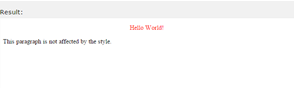 Result:
Hello World!
This paragraph is not affected by the style.